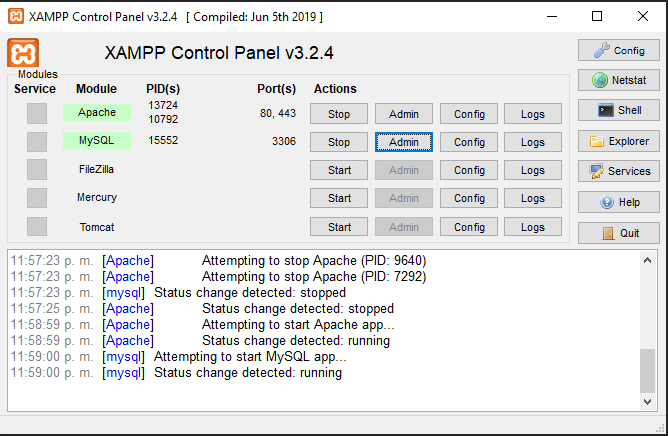 XAMPP Control Panel v3.2.4 [ Compiled: Jun 5th 2019 ]
XAMPP Control Panel v3.2.4
Config
Modules
Service Module PID(s) Port(s) Actions
Netstat
Apache 13724 10792 80, 443 Stop Admin Config Logs
Shell
MySQL 15552 3306 Stop Admin Config Logs
Explorer
FileZilla Start Admin Config Logs
Services
Mercury Start Admin Config Logs
Help
Tomcat Start Admin Config Logs
Quit
11:57:23 p. m. [Apache] Attempting to stop Apache (PID: 9640)
11:57:23 p. m. [Apache] Attempting to stop Apache (PID: 7292)
11:57:23 p. m. [mysql] Status change detected: stopped
11:57:25 p. m. [Apache] Status change detected: stopped
11:58:59 p. m. [Apache] Attempting to start Apache app...
11:58:59 p. m. [Apache] Status change detected: running
11:59:00 p. m. [mysql] Attempting to start MySQL app...
11:59:00 p. m. [mysql] Status change detected: running